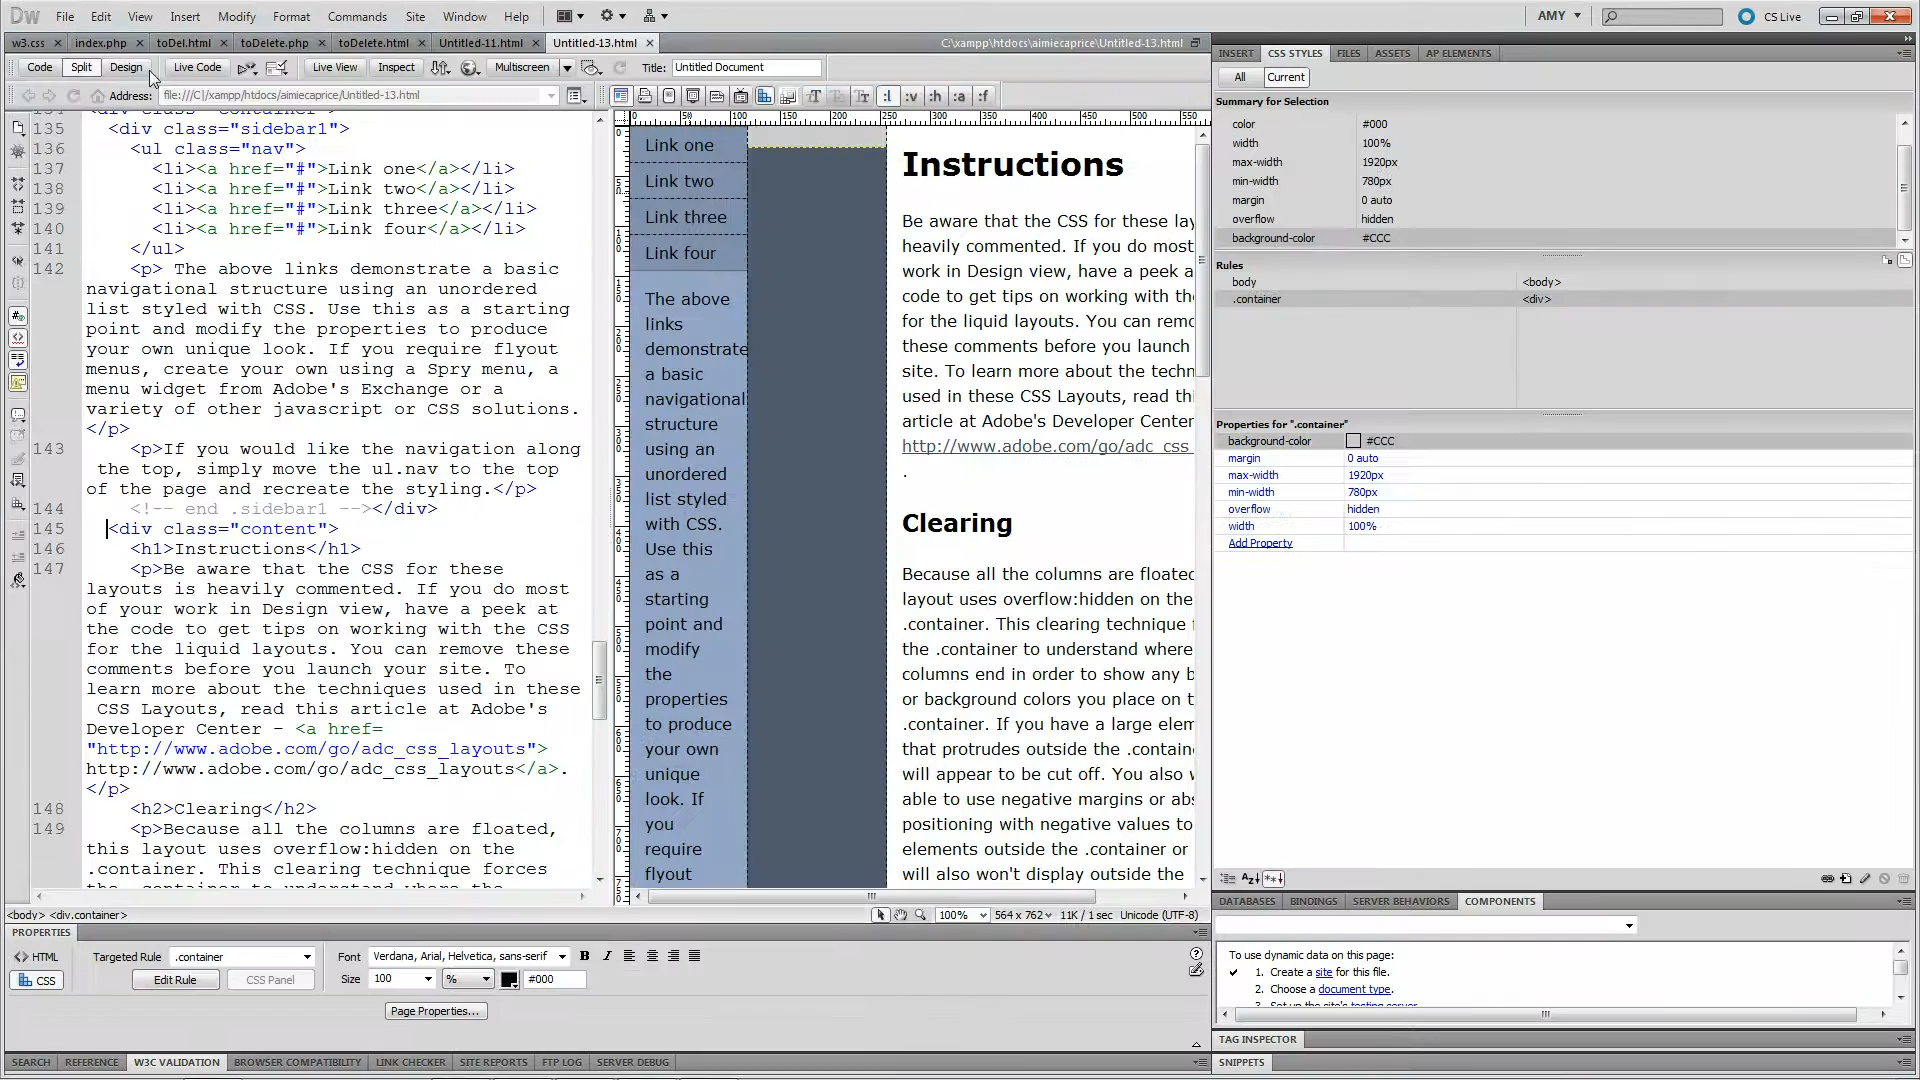 Dw File Edit View Insert Modify Format Commands Site Window Help AMY CS Live
w3.css index.php toDel.html toDelete.php toDelete.html Untitled-11.html Untitled-13.html C:\xampp\htdocs\aimiecaprice\Untitled-13.html
Code Split Design Live Code Live View Inspect Multiscreen Title: Untitled Document
Address: file:///C|/xampp/htdocs/aimiecaprice/Untitled-13.html :l :v :h :a :f
0 50 100 150 200 250 300 350 400 450 500 550
135 <div class="sidebar1">
136 <ul class="nav">
137 <li><a href="#">Link one</a></li>
138 <li><a href="#">Link two</a></li>
139 <li><a href="#">Link three</a></li>
140 <li><a href="#">Link four</a></li>
141 </ul>
142 <p> The above links demonstrate a basic
navigational structure using an unordered
list styled with CSS. Use this as a starting
point and modify the properties to produce
your own unique look. If you require flyout
menus, create your own using a Spry menu, a
menu widget from Adobe's Exchange or a
variety of other javascript or CSS solutions.
</p>
143 <p>If you would like the navigation along
the top, simply move the ul.nav to the top
of the page and recreate the styling.</p>
144 <!-- end .sidebar1 --></div>
145 <div class="content">
146 <h1>Instructions</h1>
147 <p>Be aware that the CSS for these
layouts is heavily commented. If you do most
of your work in Design view, have a peek at
the code to get tips on working with the CSS
for the liquid layouts. You can remove these
comments before you launch your site. To
learn more about the techniques used in these
CSS Layouts, read this article at Adobe's
Developer Center - <a href=
"http://www.adobe.com/go/adc_css_layouts">
http://www.adobe.com/go/adc_css_layouts</a>.
</p>
148 <h2>Clearing</h2>
149 <p>Because all the columns are floated,
this layout uses overflow:hidden on the
.container. This clearing technique forces
Link one
Link two
Link three
Link four
The above
links
demonstrate
a basic
navigational
structure
using an
unordered
list styled
with CSS.
Use this
as a
starting
point and
modify
the
properties
to produce
your own
unique
look. If
you
require
flyout
Instructions
Be aware that the CSS for these lay
heavily commented. If you do most
work in Design view, have a peek a
code to get tips on working with the
for the liquid layouts. You can remo
these comments before you launch
site. To learn more about the techn
used in these CSS Layouts, read thi
article at Adobe's Developer Center
http://www.adobe.com/go/adc_css_
.
Clearing
Because all the columns are floated
layout uses overflow:hidden on the
.container. This clearing technique f
the .container to understand where
columns end in order to show any b
or background colors you place on t
.container. If you have a large elem
that protrudes outside the .containe
will appear to be cut off. You also w
able to use negative margins or abs
positioning with negative values to
elements outside the .container or
will also won't display outside the
INSERT CSS STYLES FILES ASSETS AP ELEMENTS
All Current
Summary for Selection
color #000
width 100%
max-width 1920px
min-width 780px
margin 0 auto
overflow hidden
background-color #CCC
Rules
body <body>
.container <div>
Properties for ".container"
background-color #CCC
margin 0 auto
max-width 1920px
min-width 780px
overflow hidden
width 100%
Add Property
<body> <div.container> 100% 564 x 762 11K / 1 sec Unicode (UTF-8)
PROPERTIES
<> HTML Targeted Rule .container Font Verdana, Arial, Helvetica, sans-serif B I
CSS Edit Rule CSS Panel Size 100 % #000
Page Properties...
SEARCH REFERENCE W3C VALIDATION BROWSER COMPATIBILITY LINK CHECKER SITE REPORTS FTP LOG SERVER DEBUG
DATABASES BINDINGS SERVER BEHAVIORS COMPONENTS
To use dynamic data on this page:
1. Create a site for this file.
2. Choose a document type.
3. Set up the site's testing server.
TAG INSPECTOR
SNIPPETS